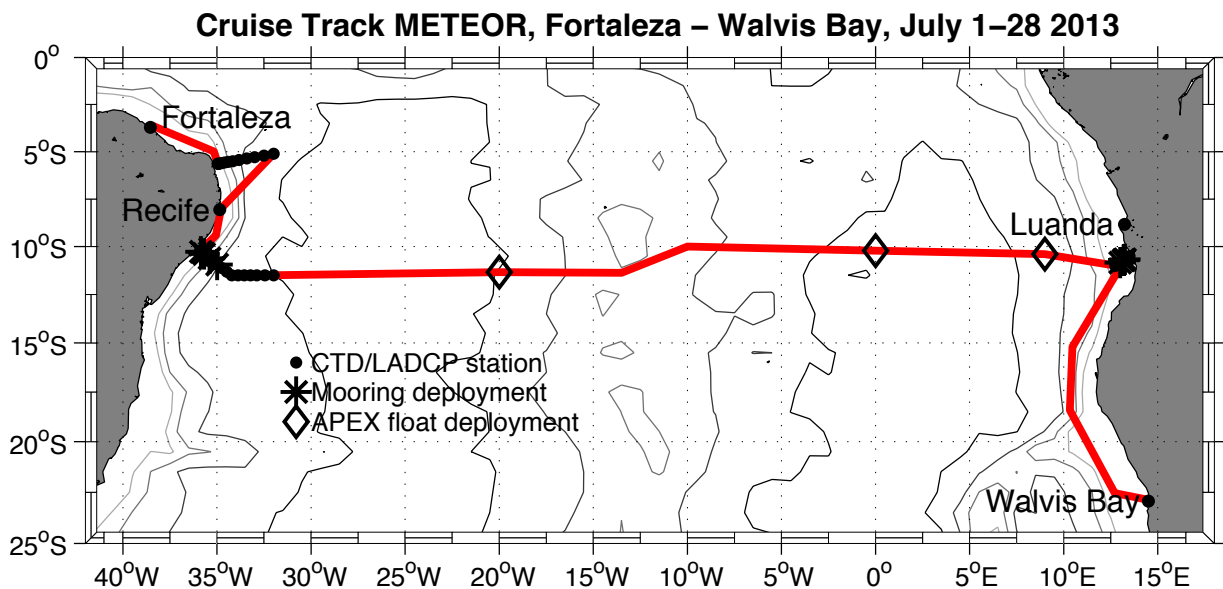 Cruise Track METEOR, Fortaleza – Walvis Bay, July 1–28 2013
0°
5°S
10°S
15°S
20°S
25°S
Fortaleza
Recife
Luanda
Walvis Bay
CTD/LADCP station
Mooring deployment
APEX float deployment
40°W 35°W 30°W 25°W 20°W 15°W 10°W 5°W 0° 5°E 10°E 15°E